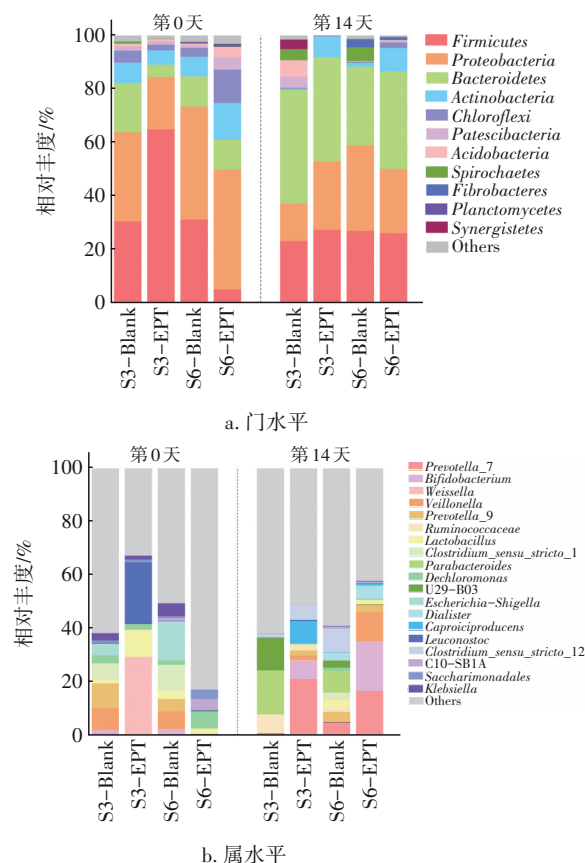 第0天
第14天
100
80
60
40
20
0
相对丰度/%
S3-Blank
S3-EPT
S6-Blank
S6-EPT
S3-Blank
S3-EPT
S6-Blank
S6-EPT
Firmicutes
Proteobacteria
Bacteroidetes
Actinobacteria
Chloroflexi
Patescibacteria
Acidobacteria
Spirochaetes
Fibrobacteres
Planctomycetes
Synergistetes
Others
a. 门水平
第0天
第14天
100
80
60
40
20
0
相对丰度/%
S3-Blank
S3-EPT
S6-Blank
S6-EPT
S3-Blank
S3-EPT
S6-Blank
S6-EPT
Prevotella_7
Bifidobacterium
Weissella
Veillonella
Prevotella_9
Ruminococcaceae
Lactobacillus
Clostridium_sensu_stricto_1
Parabacteroides
Dechloromonas
U29-B03
Escherichia-Shigella
Dialister
Caproiciproducens
Leuconostoc
Clostridium_sensu_stricto_12
C10-SB1A
Saccharimonadales
Klebsiella
Others
b. 属水平